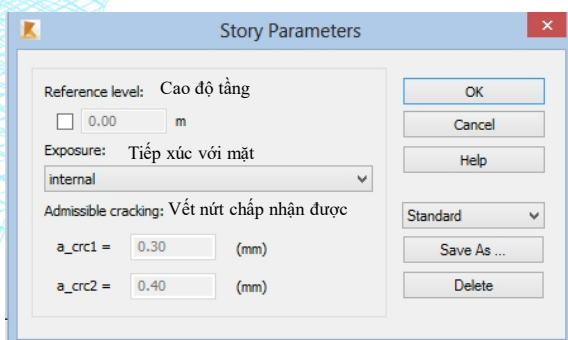 Story Parameters
Reference level: Cao độ tầng
0.00 m
Exposure: Tiếp xúc với mặt
internal
Admissible cracking: Vết nứt chấp nhận được
a_crc1 = 0.30 (mm)
a_crc2 = 0.40 (mm)
OK
Cancel
Help
Standard
Save As ...
Delete